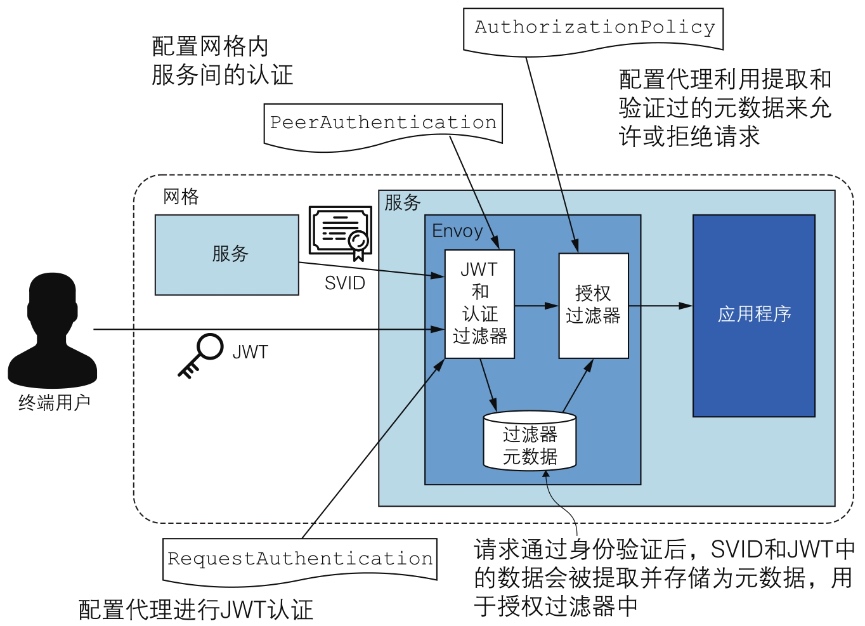 AuthorizationPolicy
配置网格内
服务间的认证
配置代理利用提取和
验证过的元数据来允
许或拒绝请求
PeerAuthentication
网格
服务
服务
Envoy
SVID
JWT
和
认证
过滤器
授权
过滤器
应用程序
JWT
终端用户
过滤器
元数据
RequestAuthentication
配置代理进行JWT认证
请求通过身份验证后，SVID和JWT中
的数据会被提取并存储为元数据，用
于授权过滤器中